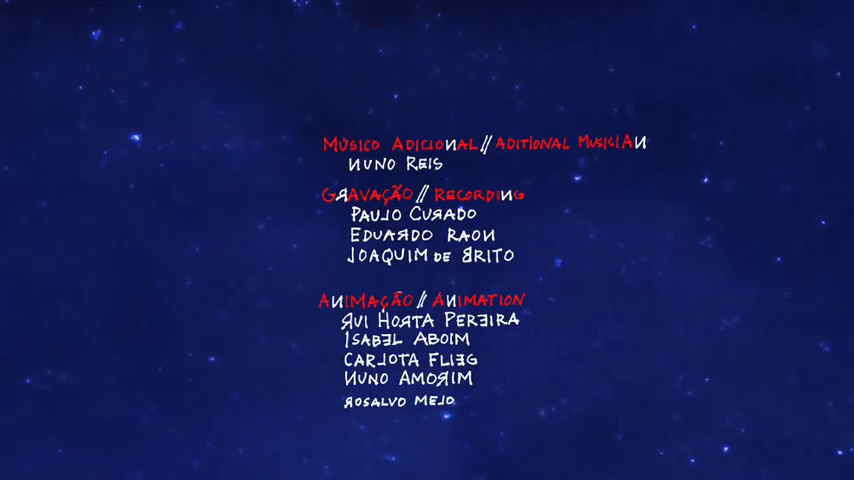 Músico Adicional // Aditional Musician
Nuno Reis
Gravação // Recording
Paulo Curado
Eduardo Raon
Joaquim de Brito
Animação // Animation
Rui Horta Pereira
Isabel Aboim
Carlota Flieg
Nuno Amorim
Rosalvo Melo